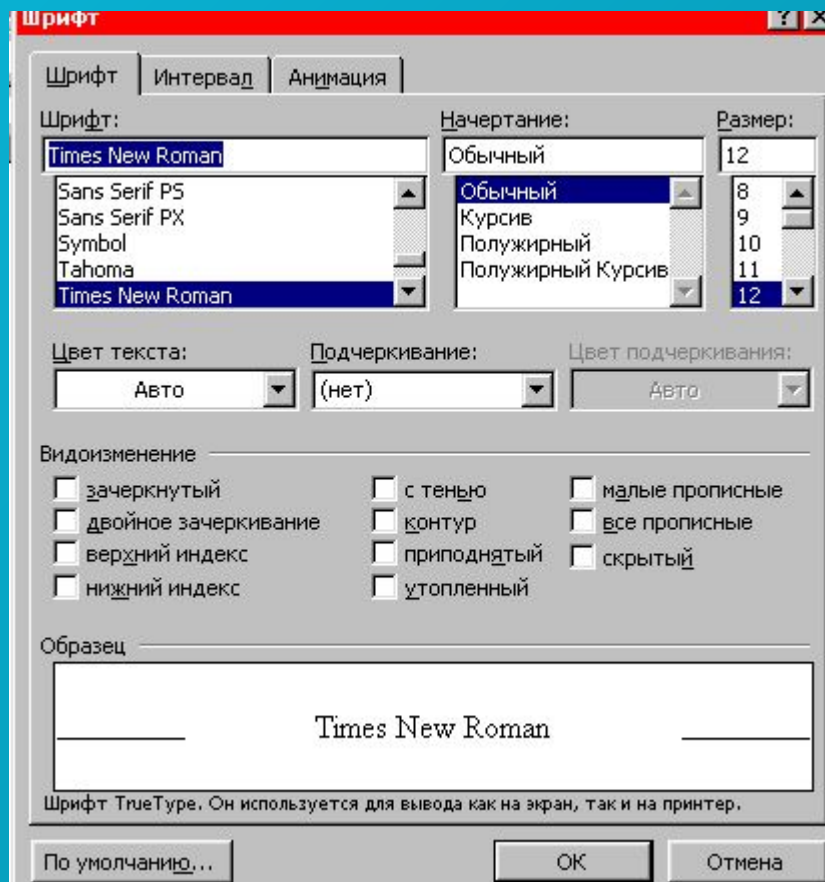 Шрифт
Шрифт Интервал Анимация
Шрифт: Начертание: Размер:
Times New Roman Обычный 12
Sans Serif PS Обычный 8
Sans Serif PX Курсив 9
Symbol Полужирный 10
Tahoma Полужирный Курсив 11
Times New Roman 12
Цвет текста: Подчеркивание: Цвет подчеркивания:
Авто (нет) Авто
Видоизменение
зачеркнутый с тенью малые прописные
двойное зачеркивание контур все прописные
верхний индекс приподнятый скрытый
нижний индекс утопленный
Образец
Times New Roman
Шрифт TrueType. Он используется для вывода как на экран, так и на принтер.
По умолчанию... ОК Отмена